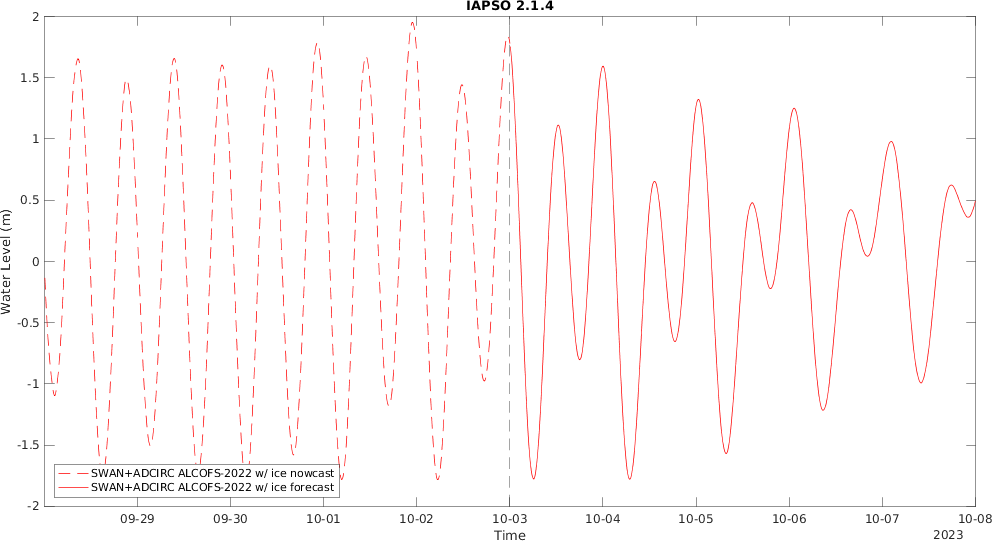 IAPSO 2.1.4
2
1.5
1
0.5
0
-0.5
-1
-1.5
-2
Water Level (m)
SWAN+ADCIRC ALCOFS-2022 w/ ice nowcast
SWAN+ADCIRC ALCOFS-2022 w/ ice forecast
09-29 09-30 10-01 10-02 10-03 10-04 10-05 10-06 10-07 10-08
Time
2023